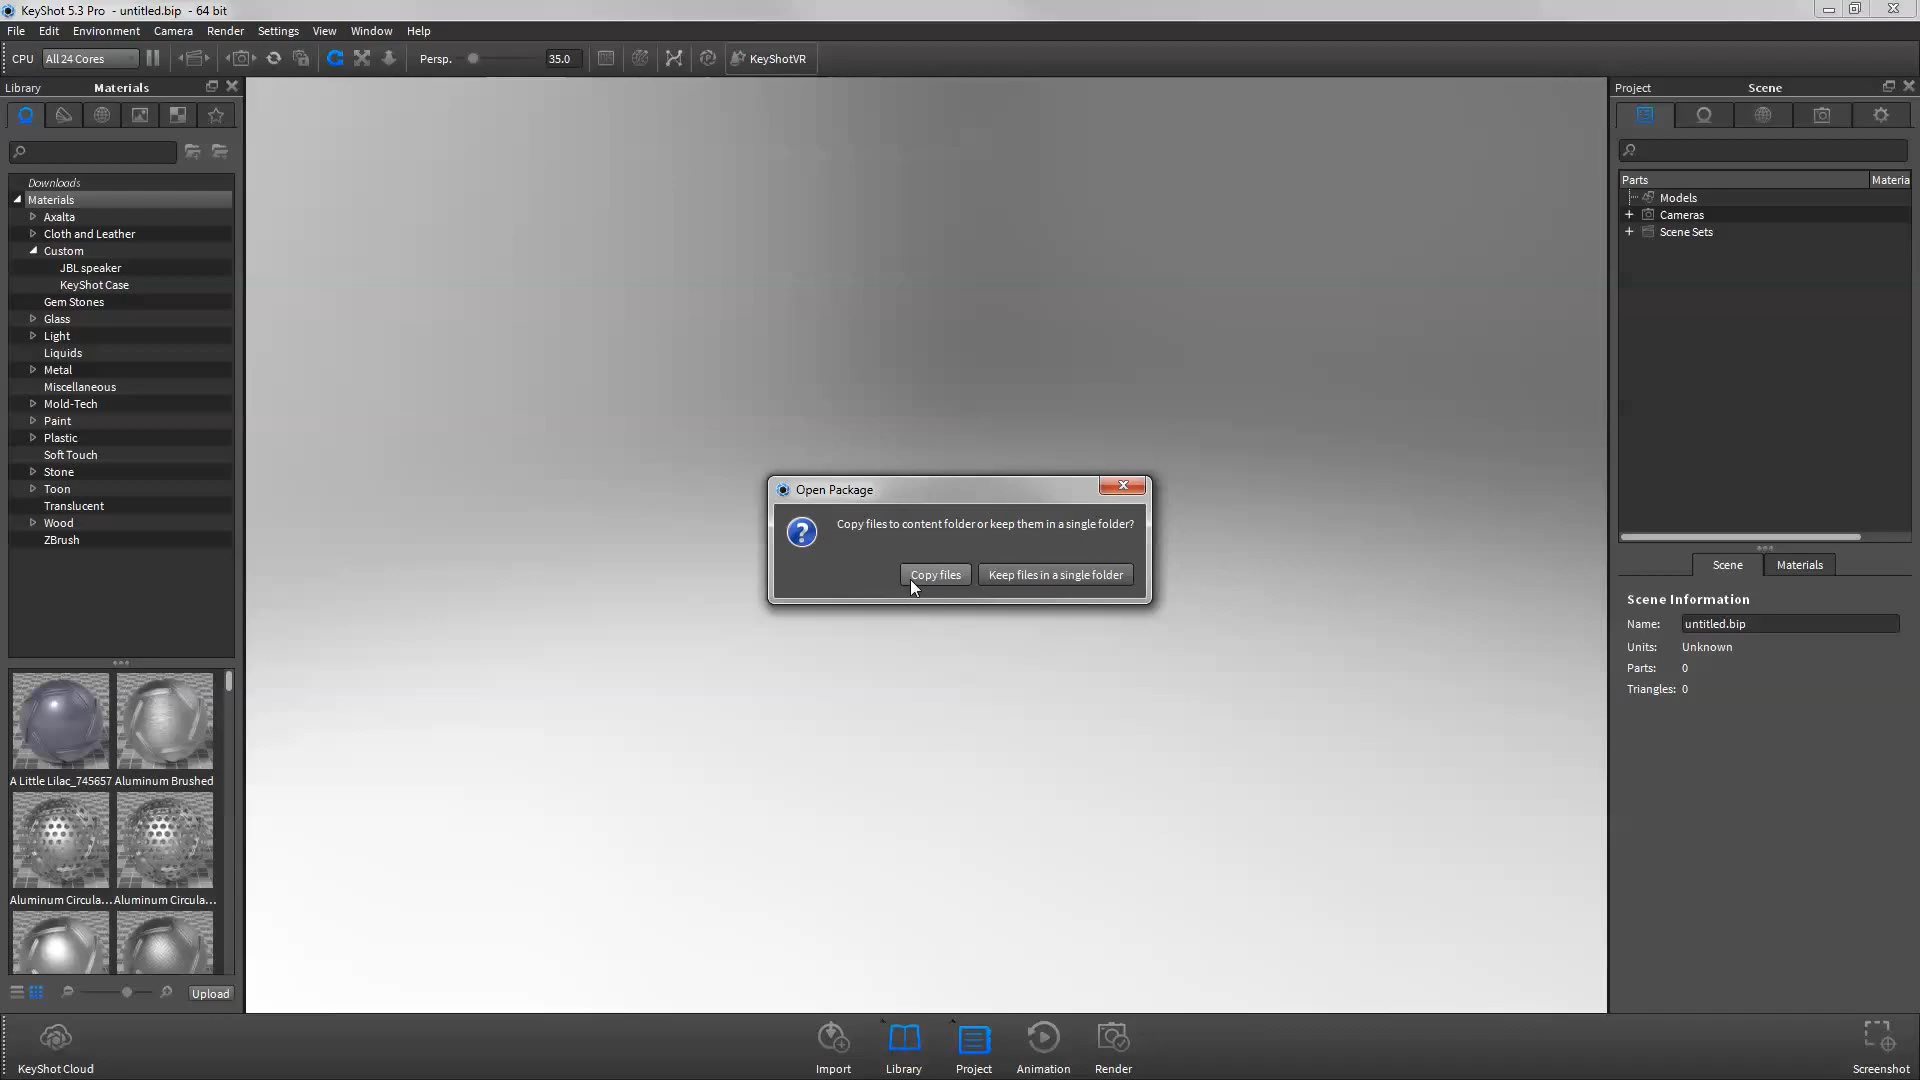 KeyShot 5.3 Pro - untitled.bip - 64 bit
File Edit Environment Camera Render Settings View Window Help
CPU All 24 Cores Persp. 35.0 KeyShotVR
Library Materials
Downloads
Materials
Axalta
Cloth and Leather
Custom
JBL speaker
KeyShot Case
Gem Stones
Glass
Light
Liquids
Metal
Miscellaneous
Mold-Tech
Paint
Plastic
Soft Touch
Stone
Toon
Translucent
Wood
ZBrush
A Little Lilac_745657 Aluminum Brushed
Aluminum Circula... Aluminum Circula...
Upload
Open Package
Copy files to content folder or keep them in a single folder?
Copy files Keep files in a single folder
Project Scene
Parts Materia
Models
Cameras
Scene Sets
Scene Materials
Scene Information
Name: untitled.bip
Units: Unknown
Parts: 0
Triangles: 0
KeyShot Cloud Import Library Project Animation Render Screenshot